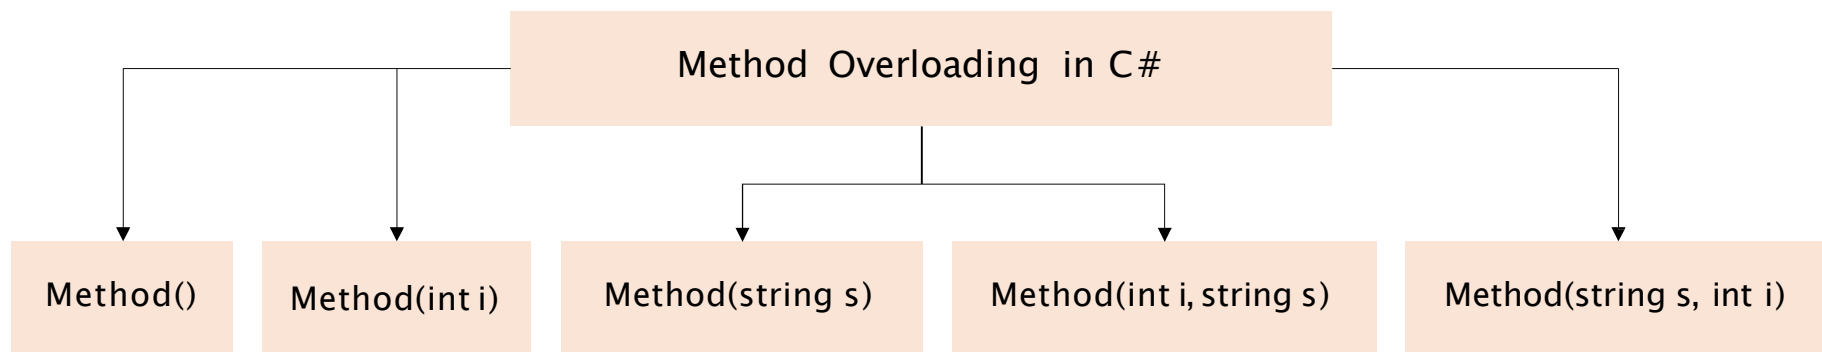 Method Overloading in C#
Method()
Method(int i)
Method(string s)
Method(int i, string s)
Method(string s, int i)